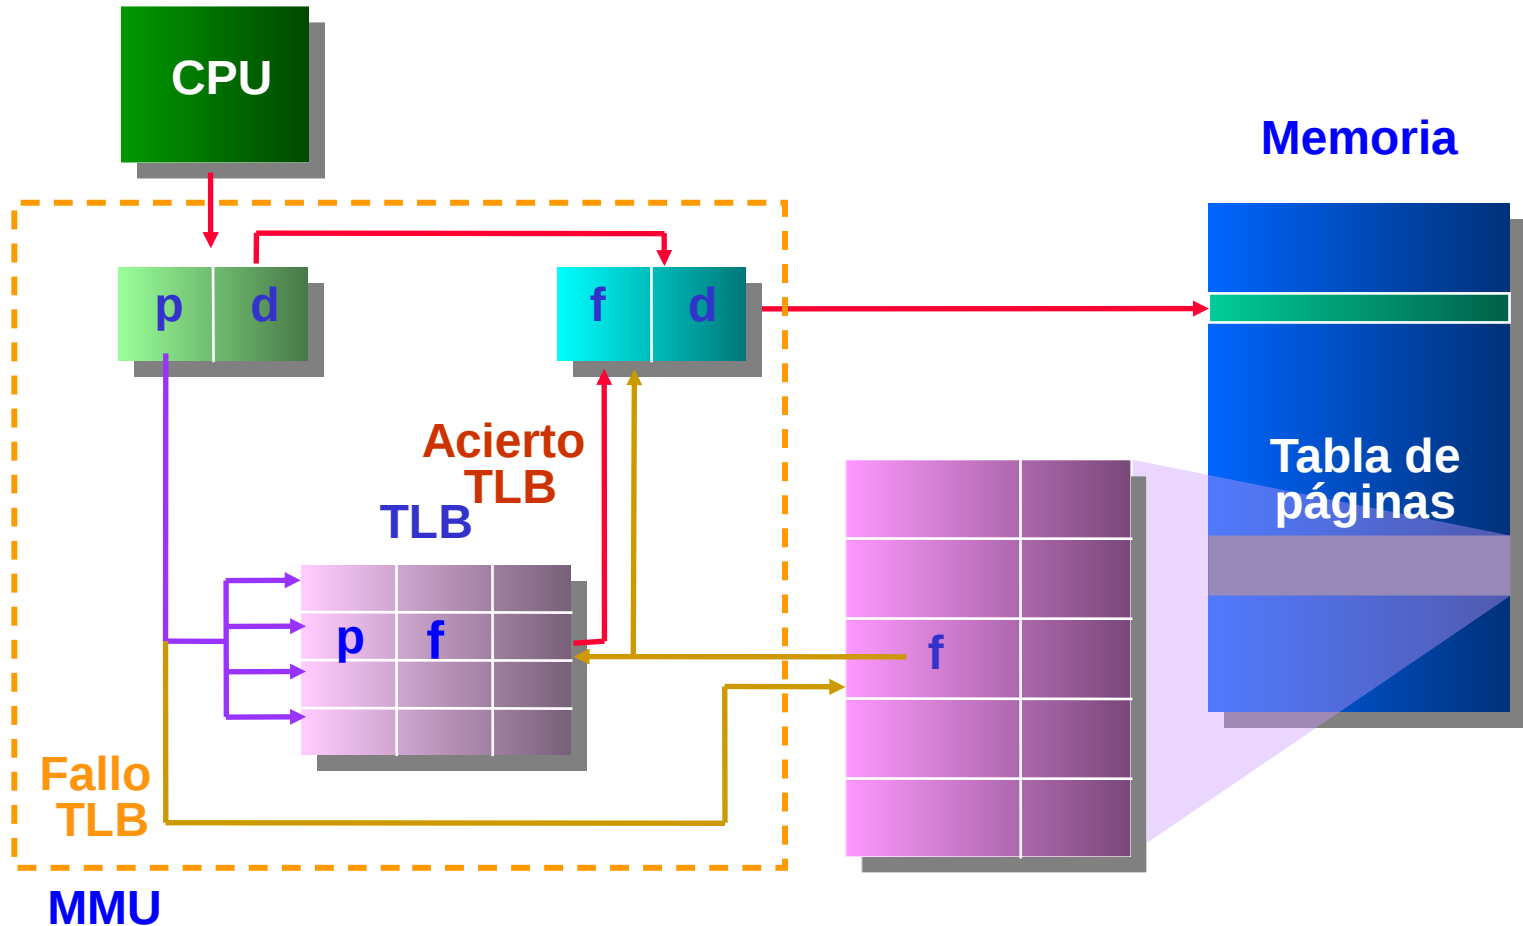 CPU
Memoria
p d
f d
Acierto
TLB
TLB
Tabla de
páginas
p f
f
Fallo
TLB
MMU